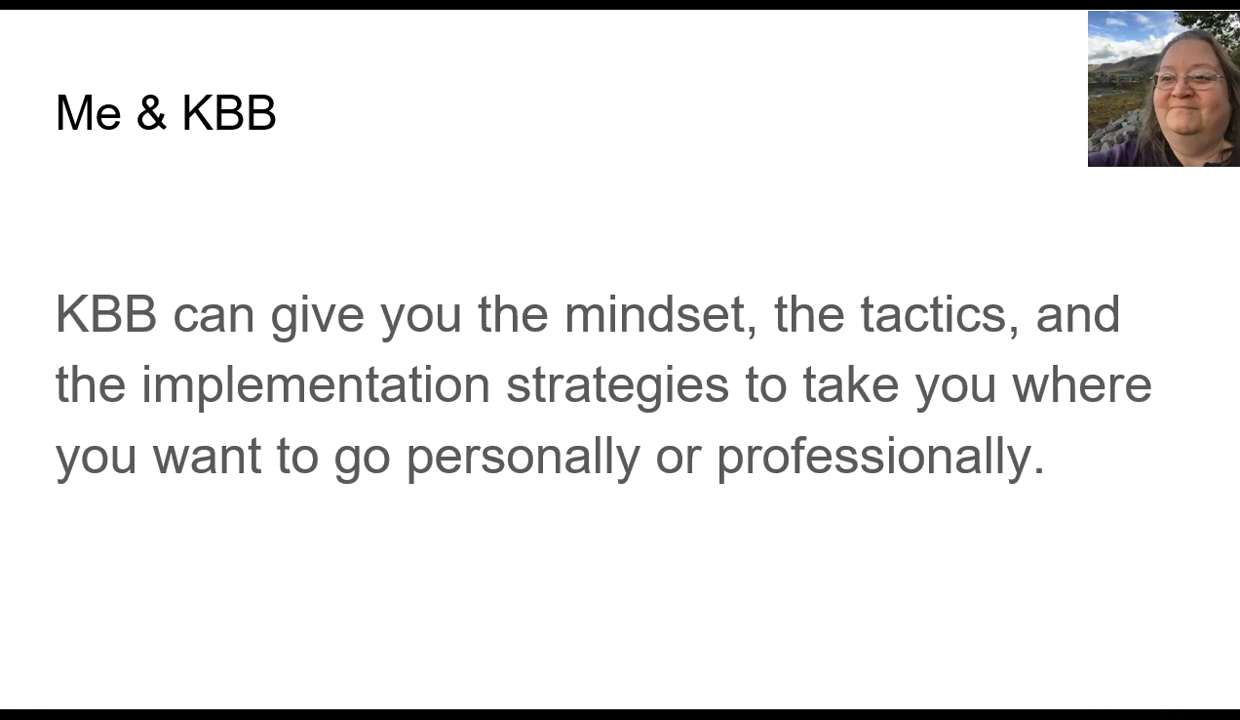 Me & KBB
KBB can give you the mindset, the tactics, and
the implementation strategies to take you where
you want to go personally or professionally.